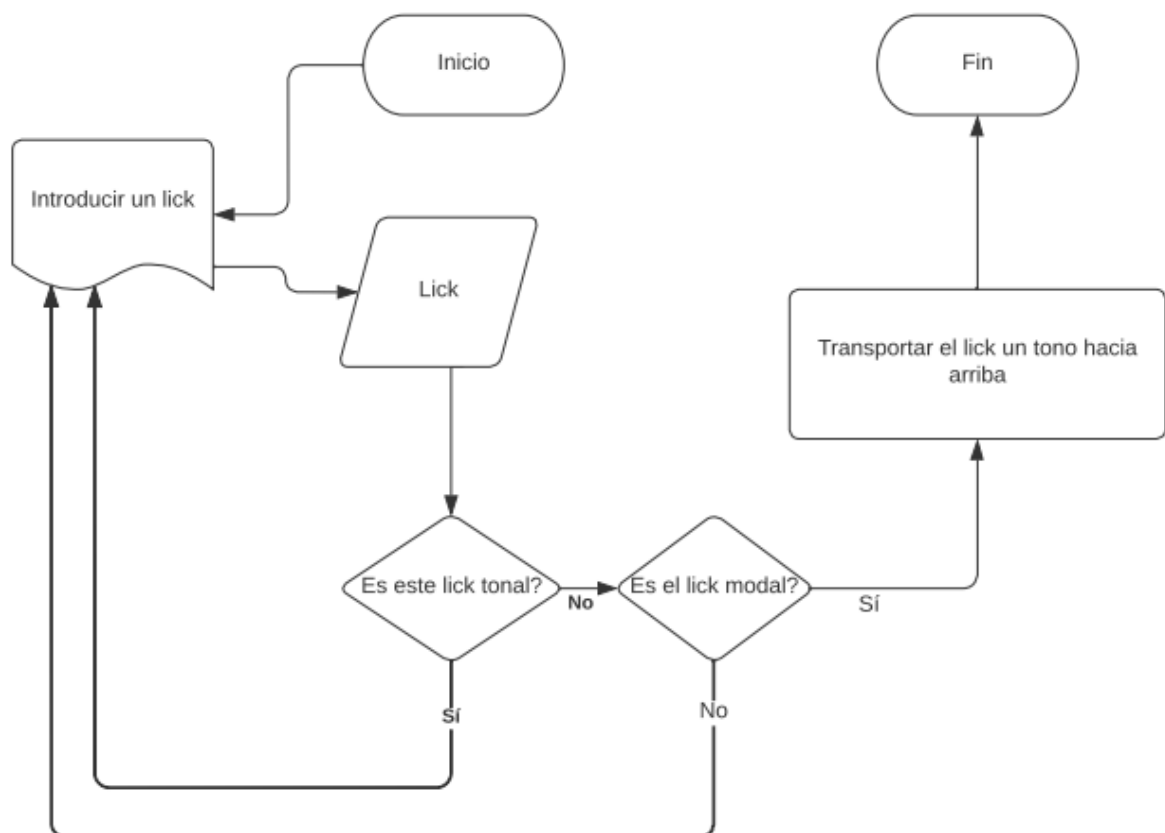 Inicio
Fin
Introducir un lick
Lick
Transportar el lick un tono hacia
arriba
Es este lick tonal?
No
Es el lick modal?
Sí
Sí
No